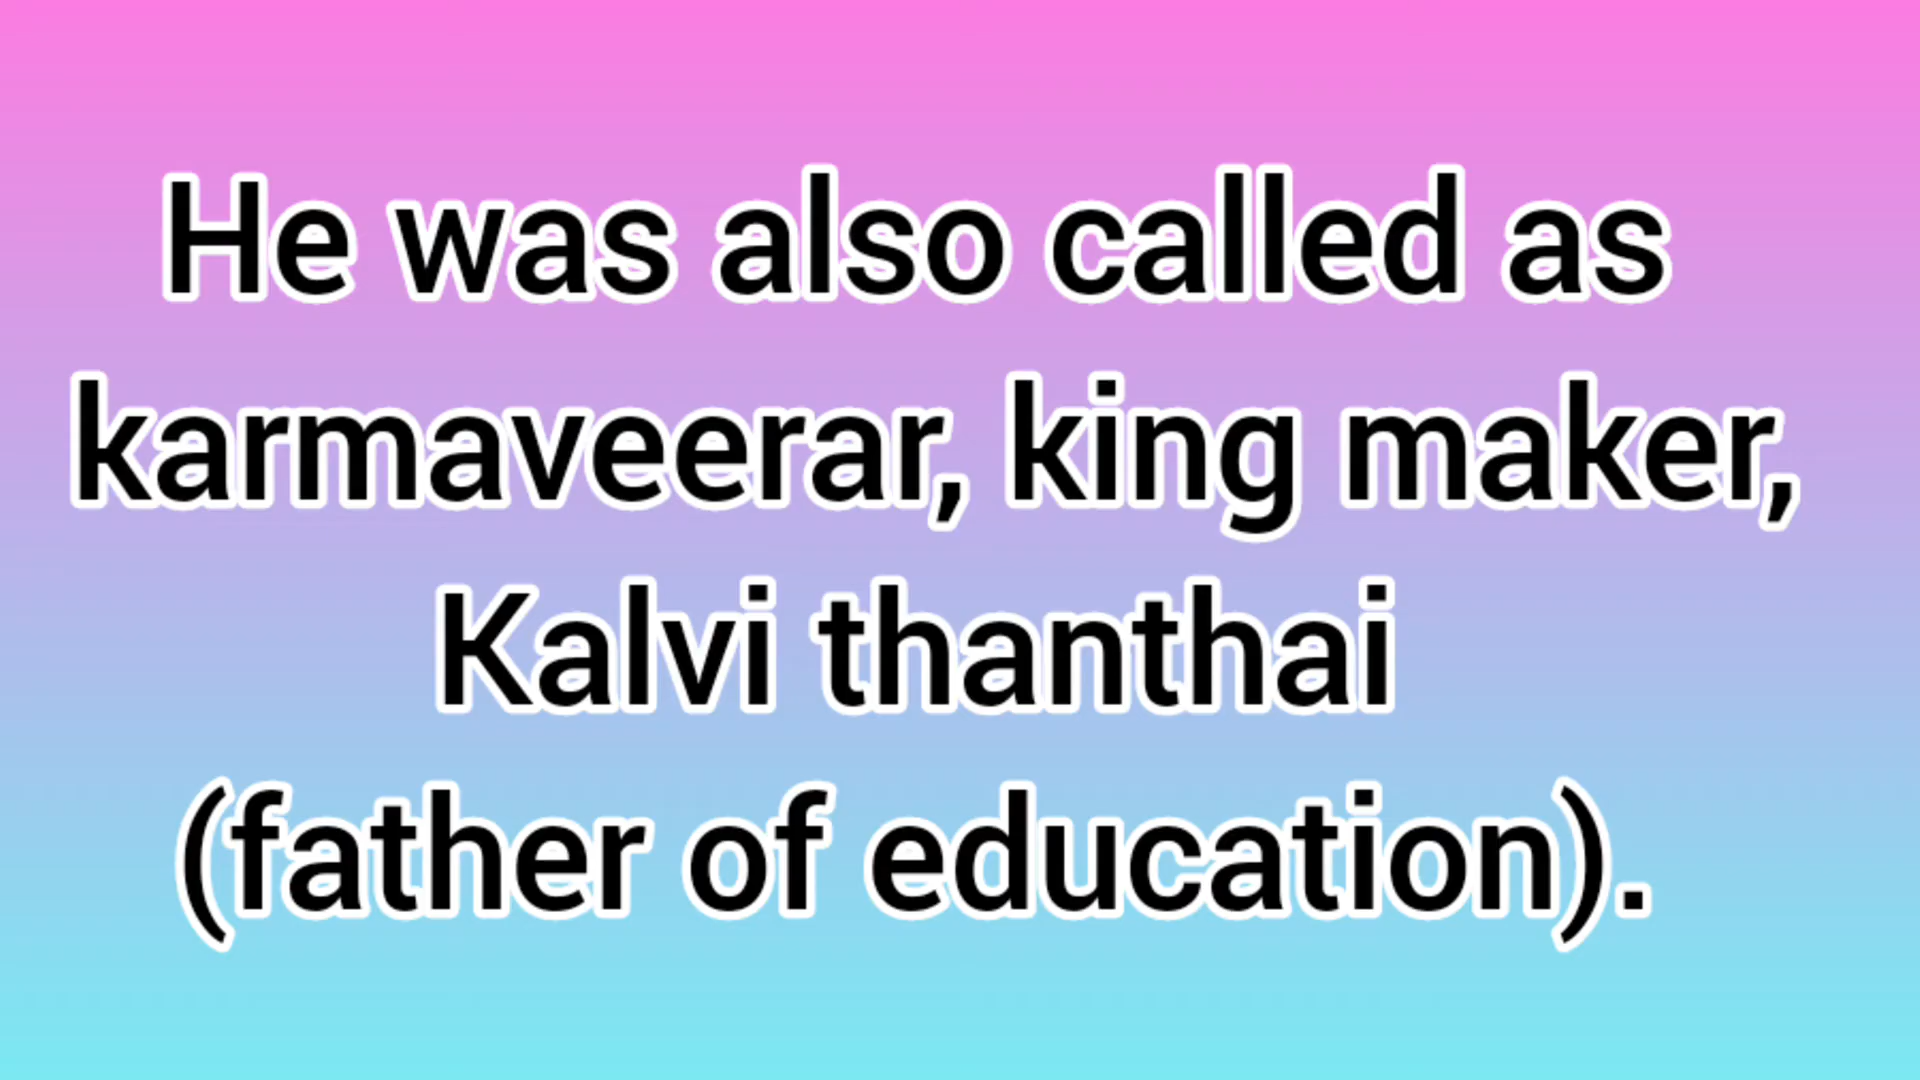 He was also called as
karmaveerar, king maker,
Kalvi thanthai
(father of education).